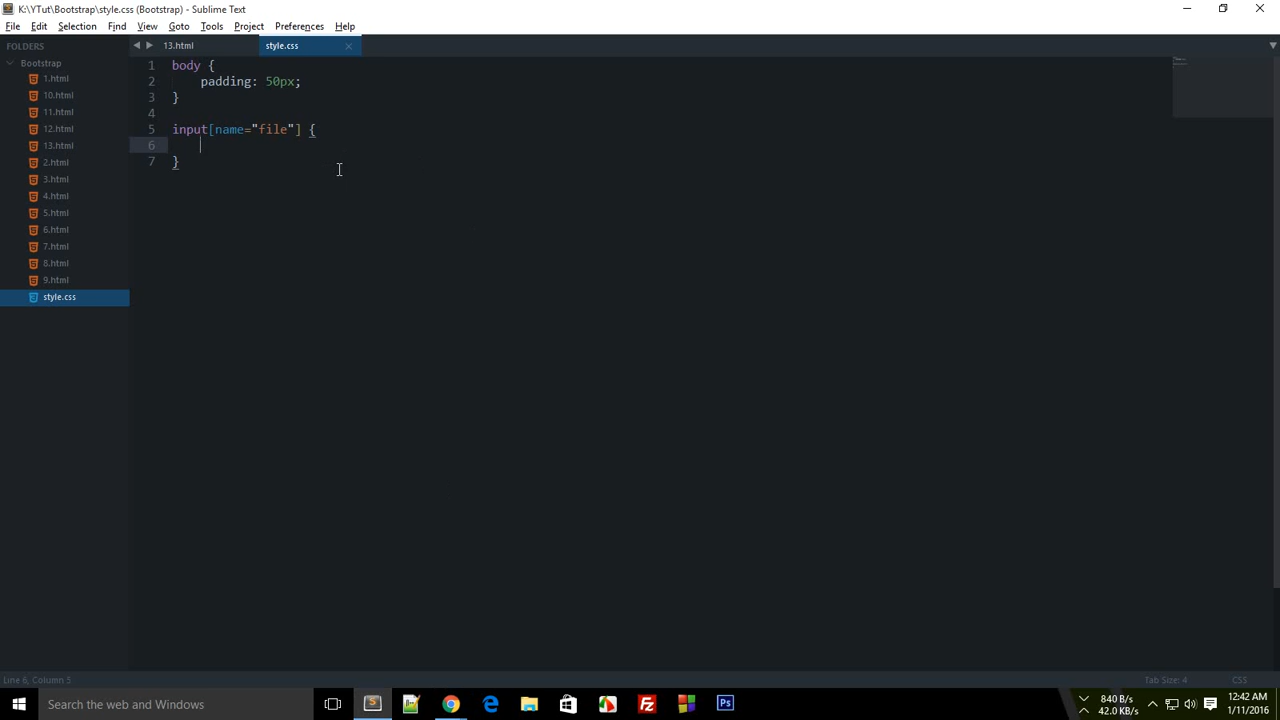 K:\YTut\Bootstrap\style.css (Bootstrap) - Sublime Text
File Edit Selection Find View Goto Tools Project Preferences Help
FOLDERS
Bootstrap
1.html
10.html
11.html
12.html
13.html
2.html
3.html
4.html
5.html
6.html
7.html
8.html
9.html
style.css
13.html style.css
1 body {
2 padding: 50px;
3 }
4
5 input[name="file"] {
6
7 }
Line 6, Column 5 Tab Size: 4 CSS
Search the web and Windows
Ps
840 B/s
42.0 KB/s
12:42 AM
1/11/2016